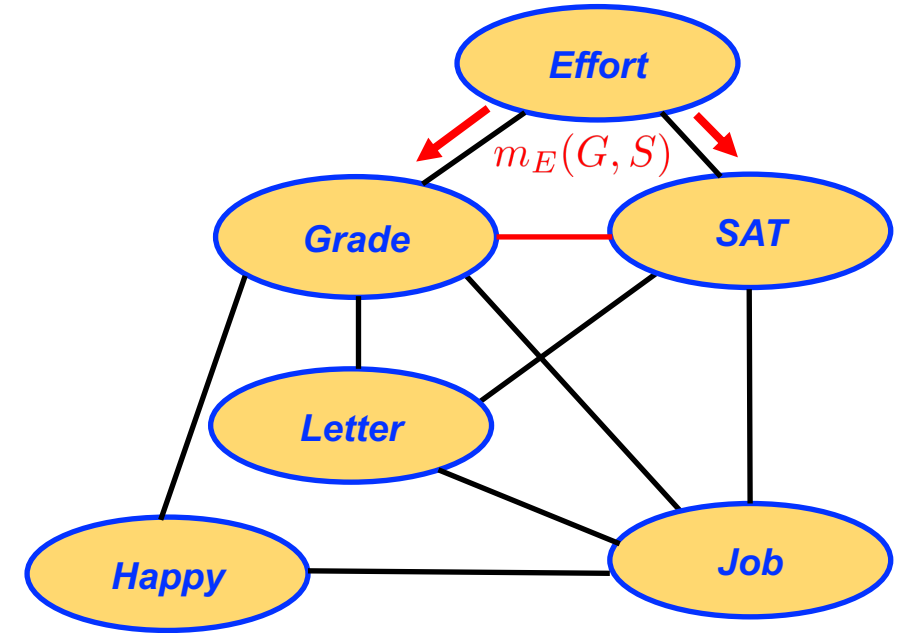 Effort
m_E(G, S)
Grade
SAT
Letter
Happy
Job